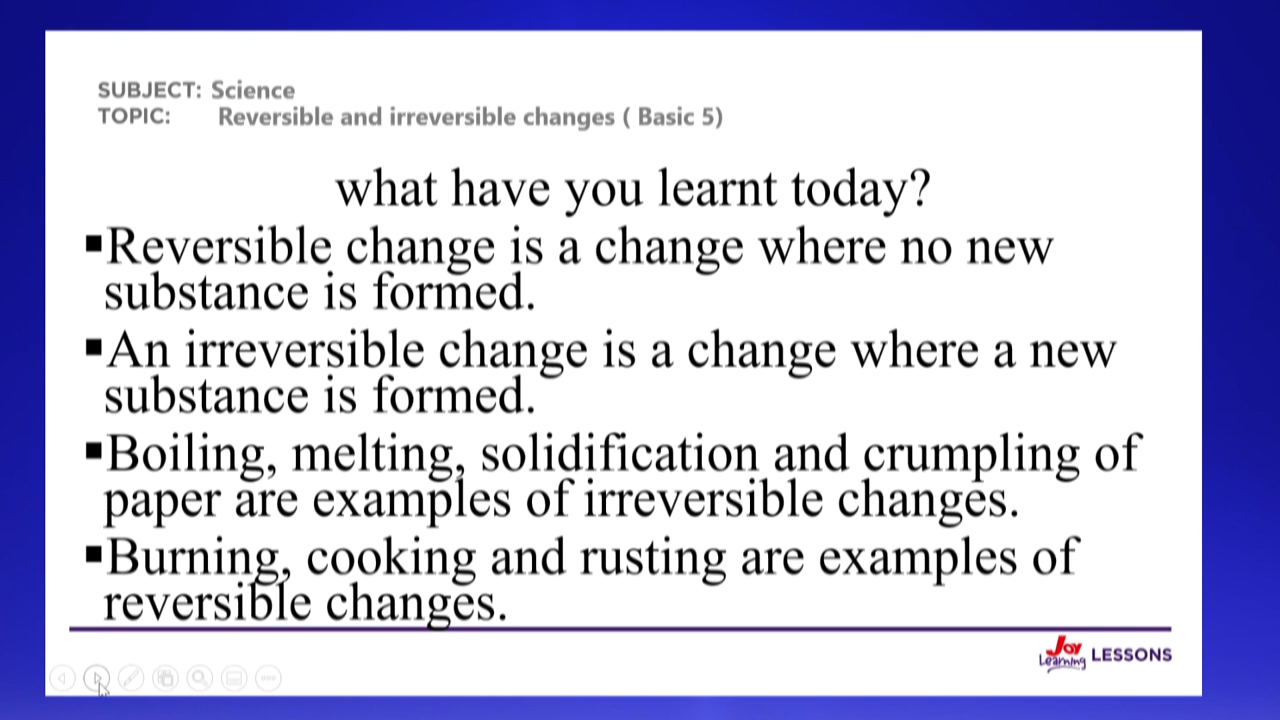 SUBJECT: Science
TOPIC: Reversible and irreversible changes ( Basic 5)
what have you learnt today?
▪Reversible change is a change where no new
substance is formed.
▪An irreversible change is a change where a new
substance is formed.
▪Boiling, melting, solidification and crumpling of
paper are examples of irreversible changes.
▪Burning, cooking and rusting are examples of
reversible changes.
Joy
Learning LESSONS